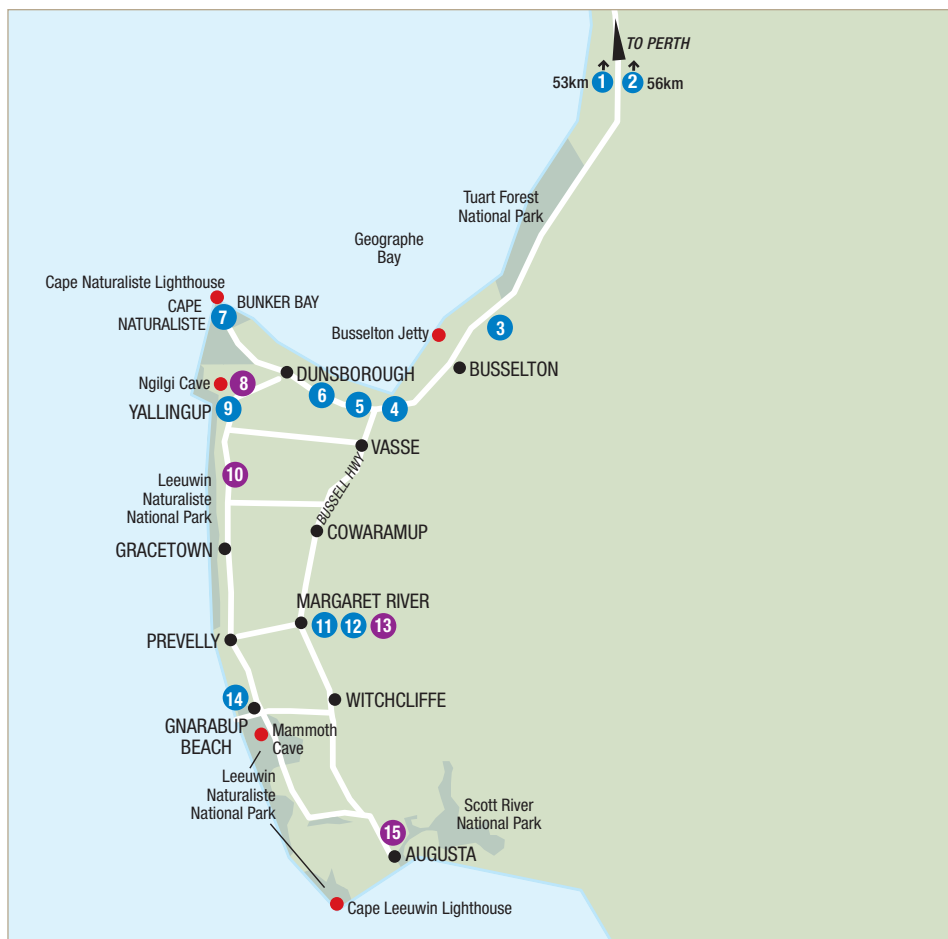 TO PERTH
53km 1 2 56km
Tuart Forest
National Park
Geographe
Bay
Cape Naturaliste Lighthouse
CAPE
NATURALISTE
7
BUNKER BAY
Busselton Jetty
3
BUSSELTON
DUNSBOROUGH
Ngilgi Cave
8
6
5
4
YALLINGUP
9
VASSE
BUSSELL HWY
10
Leeuwin
Naturaliste
National Park
COWARAMUP
GRACETOWN
MARGARET RIVER
11 12 13
PREVELLY
14
WITCHCLIFFE
GNARABUP
BEACH
Mammoth
Cave
Leeuwin
Naturaliste
National Park
Scott River
National Park
15
AUGUSTA
Cape Leeuwin Lighthouse